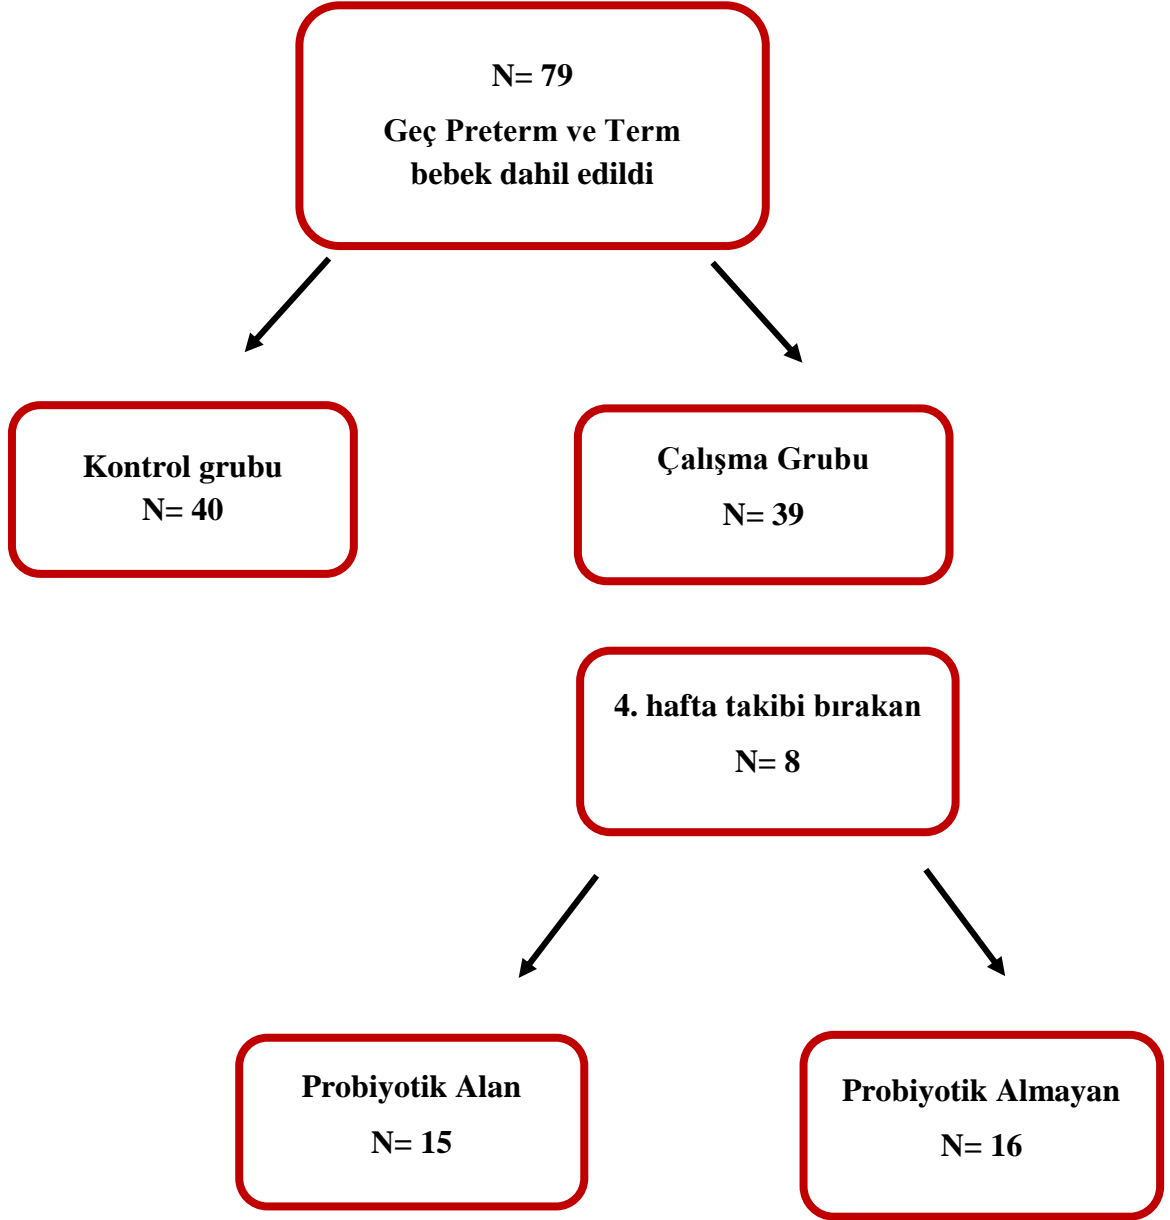 N= 79
Geç Preterm ve Term
bebek dahil edildi
Kontrol grubu
N= 40
Çalışma Grubu
N= 39
4. hafta takibi bırakan
N= 8
Probiyotik Alan
N= 15
Probiyotik Almayan
N= 16